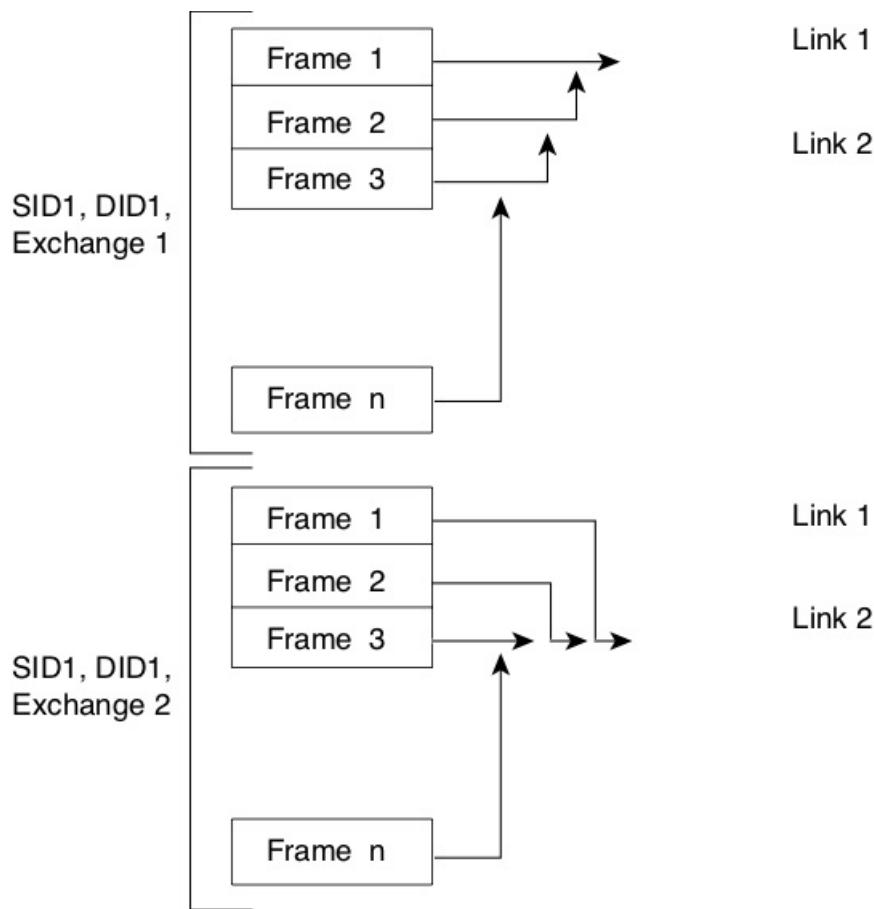 Frame 1
Link 1
Frame 2
Link 2
Frame 3
SID1, DID1,
Exchange 1
Frame n
Frame 1
Link 1
Frame 2
Link 2
Frame 3
SID1, DID1,
Exchange 2
Frame n